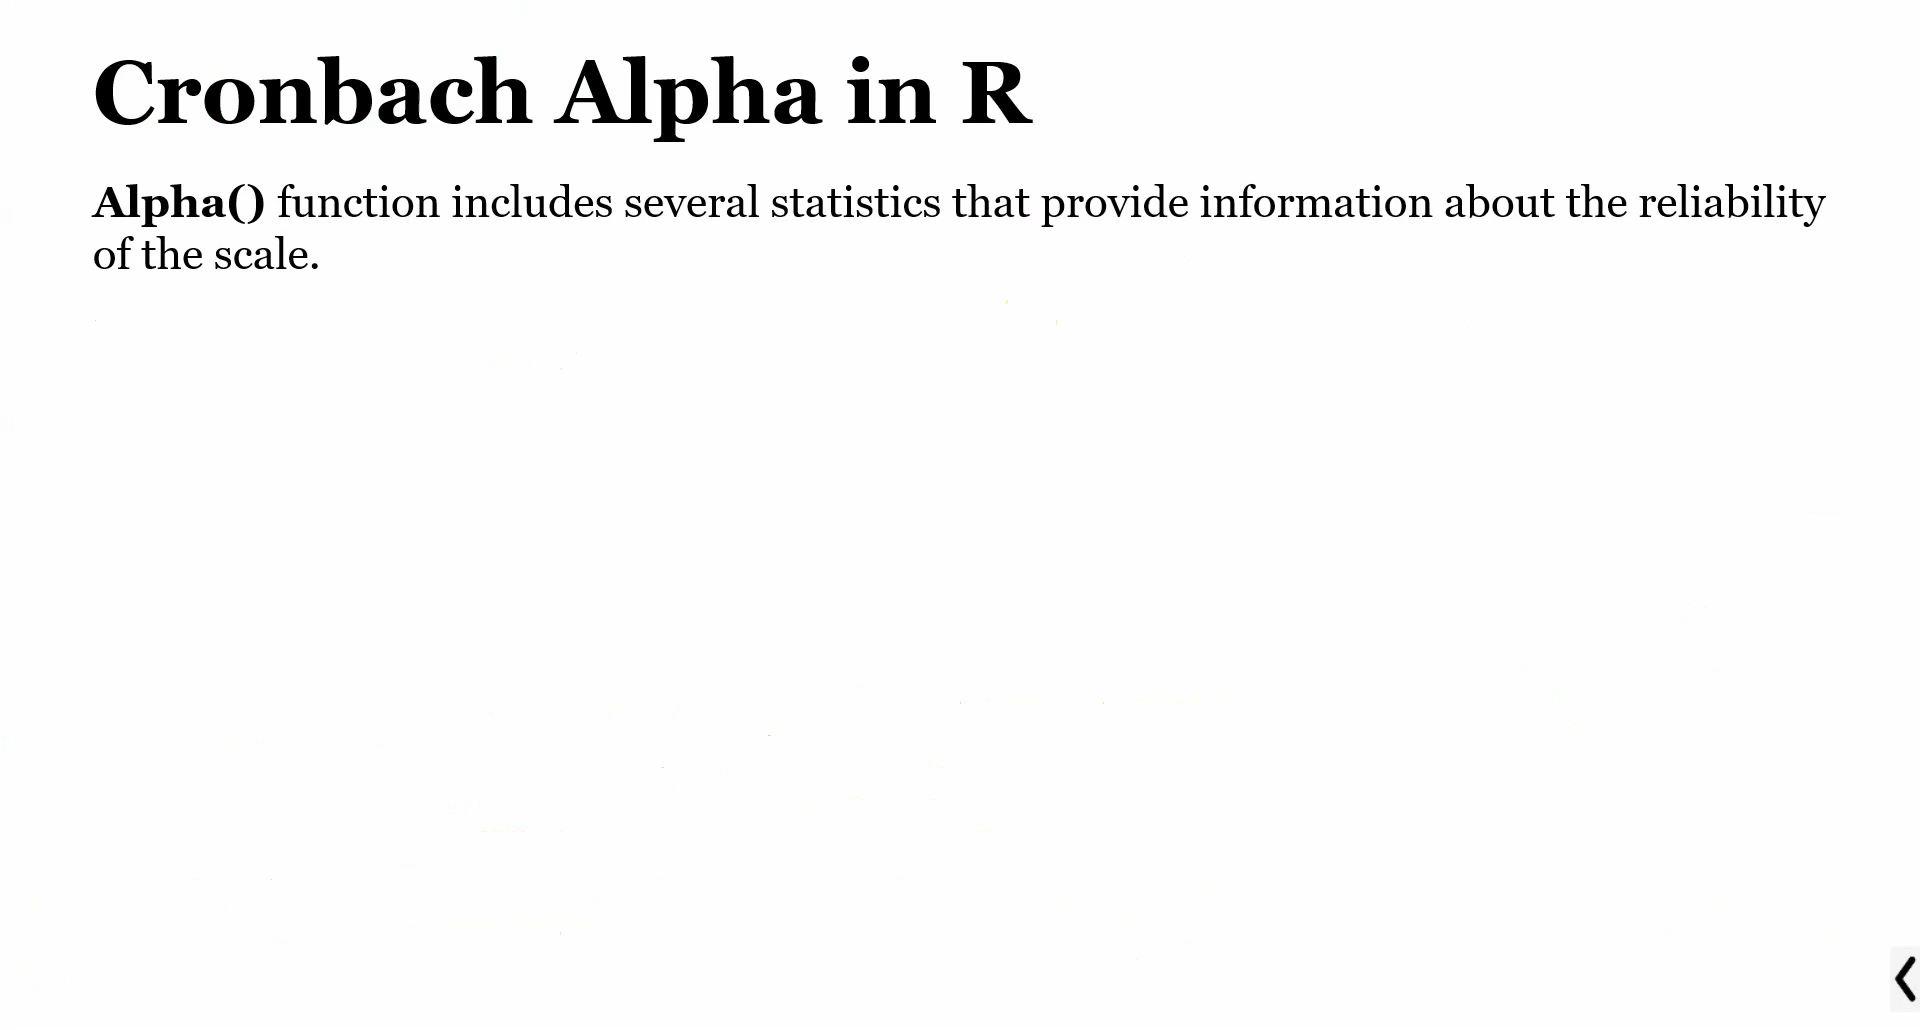 Cronbach Alpha in R
Alpha() function includes several statistics that provide information about the reliability
of the scale.